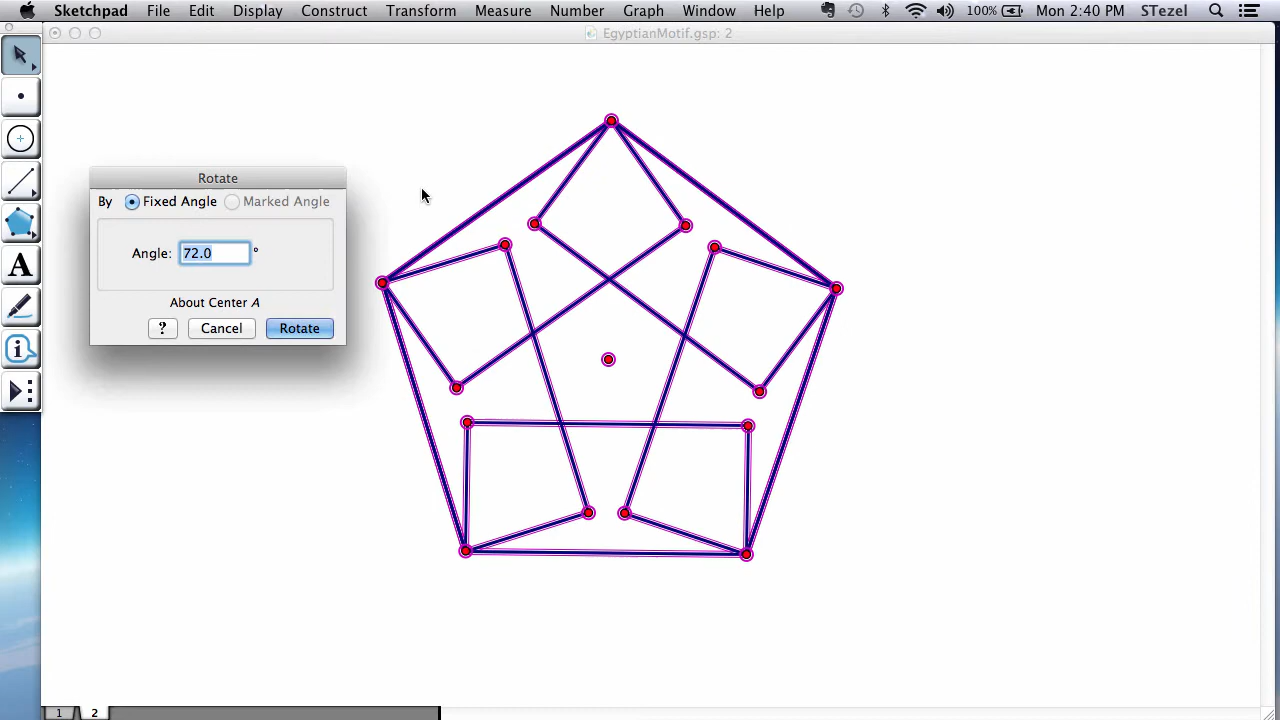 Sketchpad File Edit Display Construct Transform Measure Number Graph Window Help 100% Mon 2:40 PM STezel
EgyptianMotif.gsp: 2
A
Rotate
By Fixed Angle Marked Angle
Angle: 72.0 °
About Center A
? Cancel Rotate
1 2